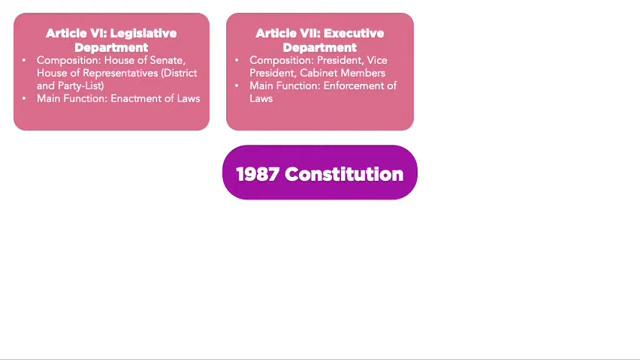 Article VI: Legislative
Department
• Composition: House of Senate,
House of Representatives (District
and Party-List)
• Main Function: Enactment of Laws
Article VII: Executive
Department
• Composition: President, Vice
President, Cabinet Members
• Main Function: Enforcement of
Laws
1987 Constitution